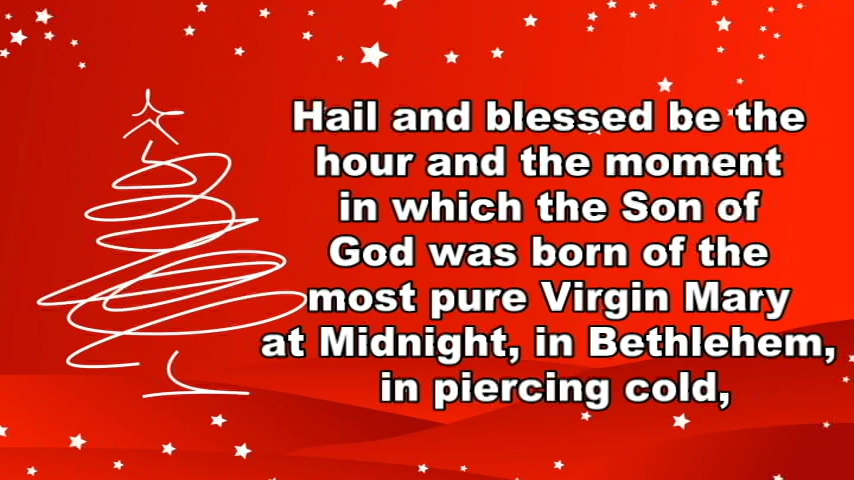 Hail and blessed be the
hour and the moment
in which the Son of
God was born of the
most pure Virgin Mary
at Midnight, in Bethlehem,
in piercing cold,